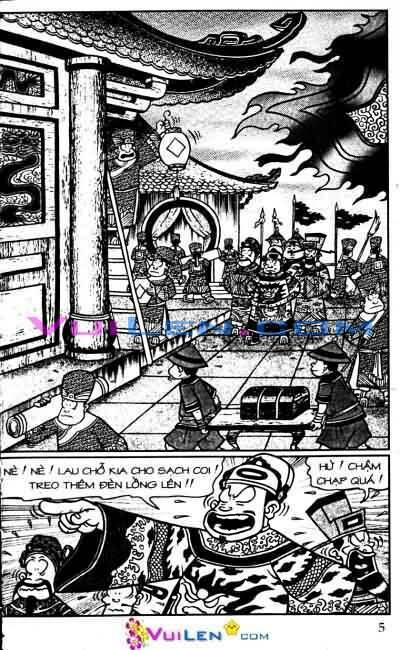 VuiLen.com
NÈ! NÈ! LAU CHỖ KIA CHO SẠCH COI!
TREO THÊM ĐÈN LỒNG LÊN!!
HỪ! CHẬM
CHẠP QUÁ!
5
VuiLen.com